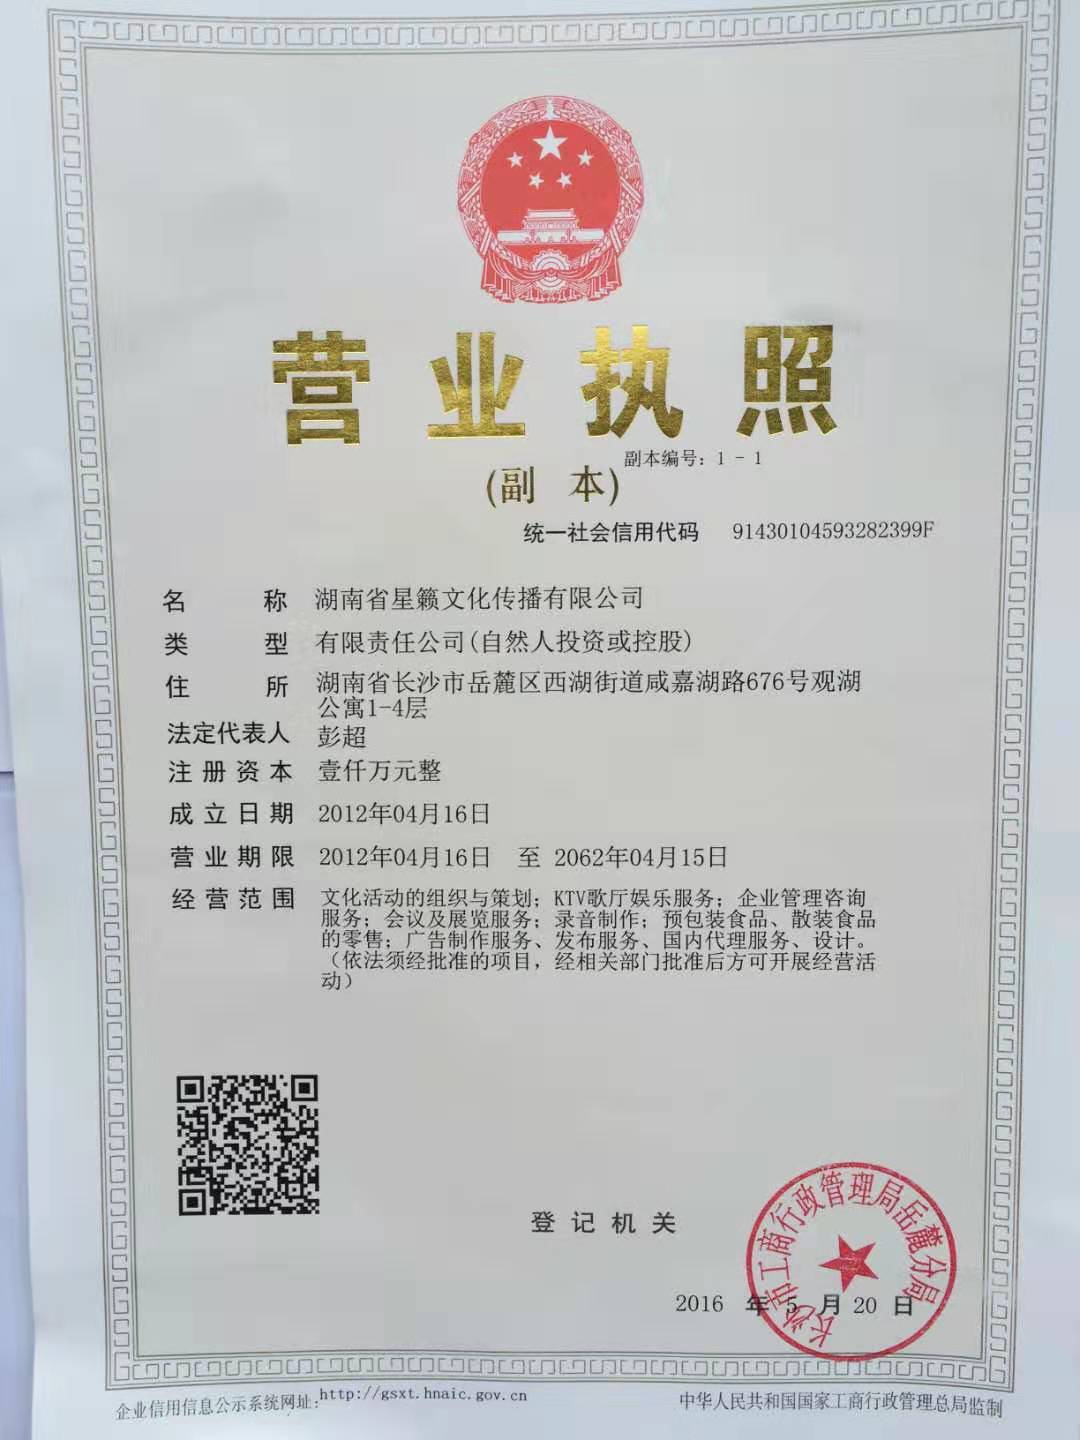 营业执照
副本编号：1-1
(副 本)
统一社会信用代码 91430104593282399F
名 称 湖南省星籁文化传播有限公司
类 型 有限责任公司(自然人投资或控股)
住 所 湖南省长沙市岳麓区西湖街道咸嘉湖路676号观湖
公寓1-4层
法定代表人 彭超
注册资本 壹仟万元整
成立日期 2012年04月16日
营业期限 2012年04月16日 至 2062年04月15日
经营范围 文化活动的组织与策划；KTV歌厅娱乐服务；企业管理咨询
服务；会议及展览服务；录音制作；预包装食品、散装食品
的零售；广告制作服务、发布服务、国内代理服务、设计。
（依法须经批准的项目，经相关部门批准后方可开展经营活
动）
登记机关
长沙市工商行政管理局岳麓分局
2016 年 5 月 20 日
企业信用信息公示系统网址：http://gsxt.hnaic.gov.cn
中华人民共和国国家工商行政管理总局监制